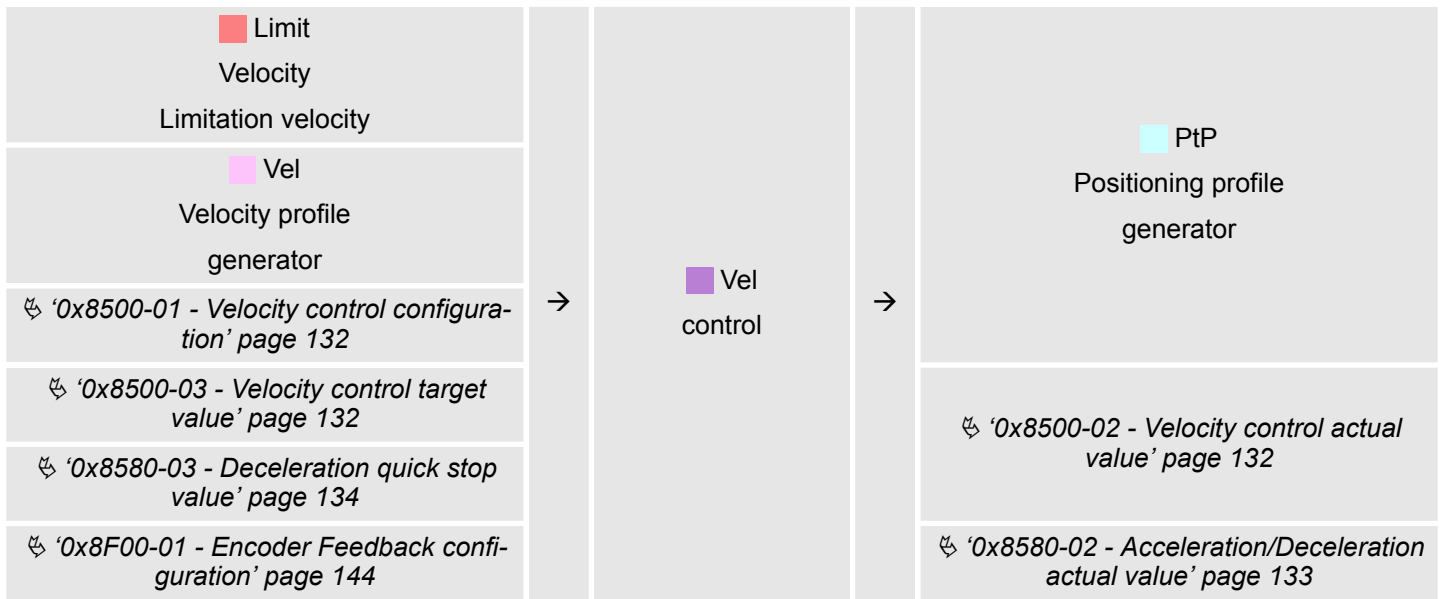 Limit
Velocity
Limitation velocity
Vel
Velocity profile
generator
↳ '0x8500-01 - Velocity control configura-
tion' page 132
↳ '0x8500-03 - Velocity control target
value' page 132
↳ '0x8580-03 - Deceleration quick stop
value' page 134
↳ '0x8F00-01 - Encoder Feedback confi-
guration' page 144
→
Vel
control
→
PtP
Positioning profile
generator
↳ '0x8500-02 - Velocity control actual
value' page 132
↳ '0x8580-02 - Acceleration/Deceleration
actual value' page 133